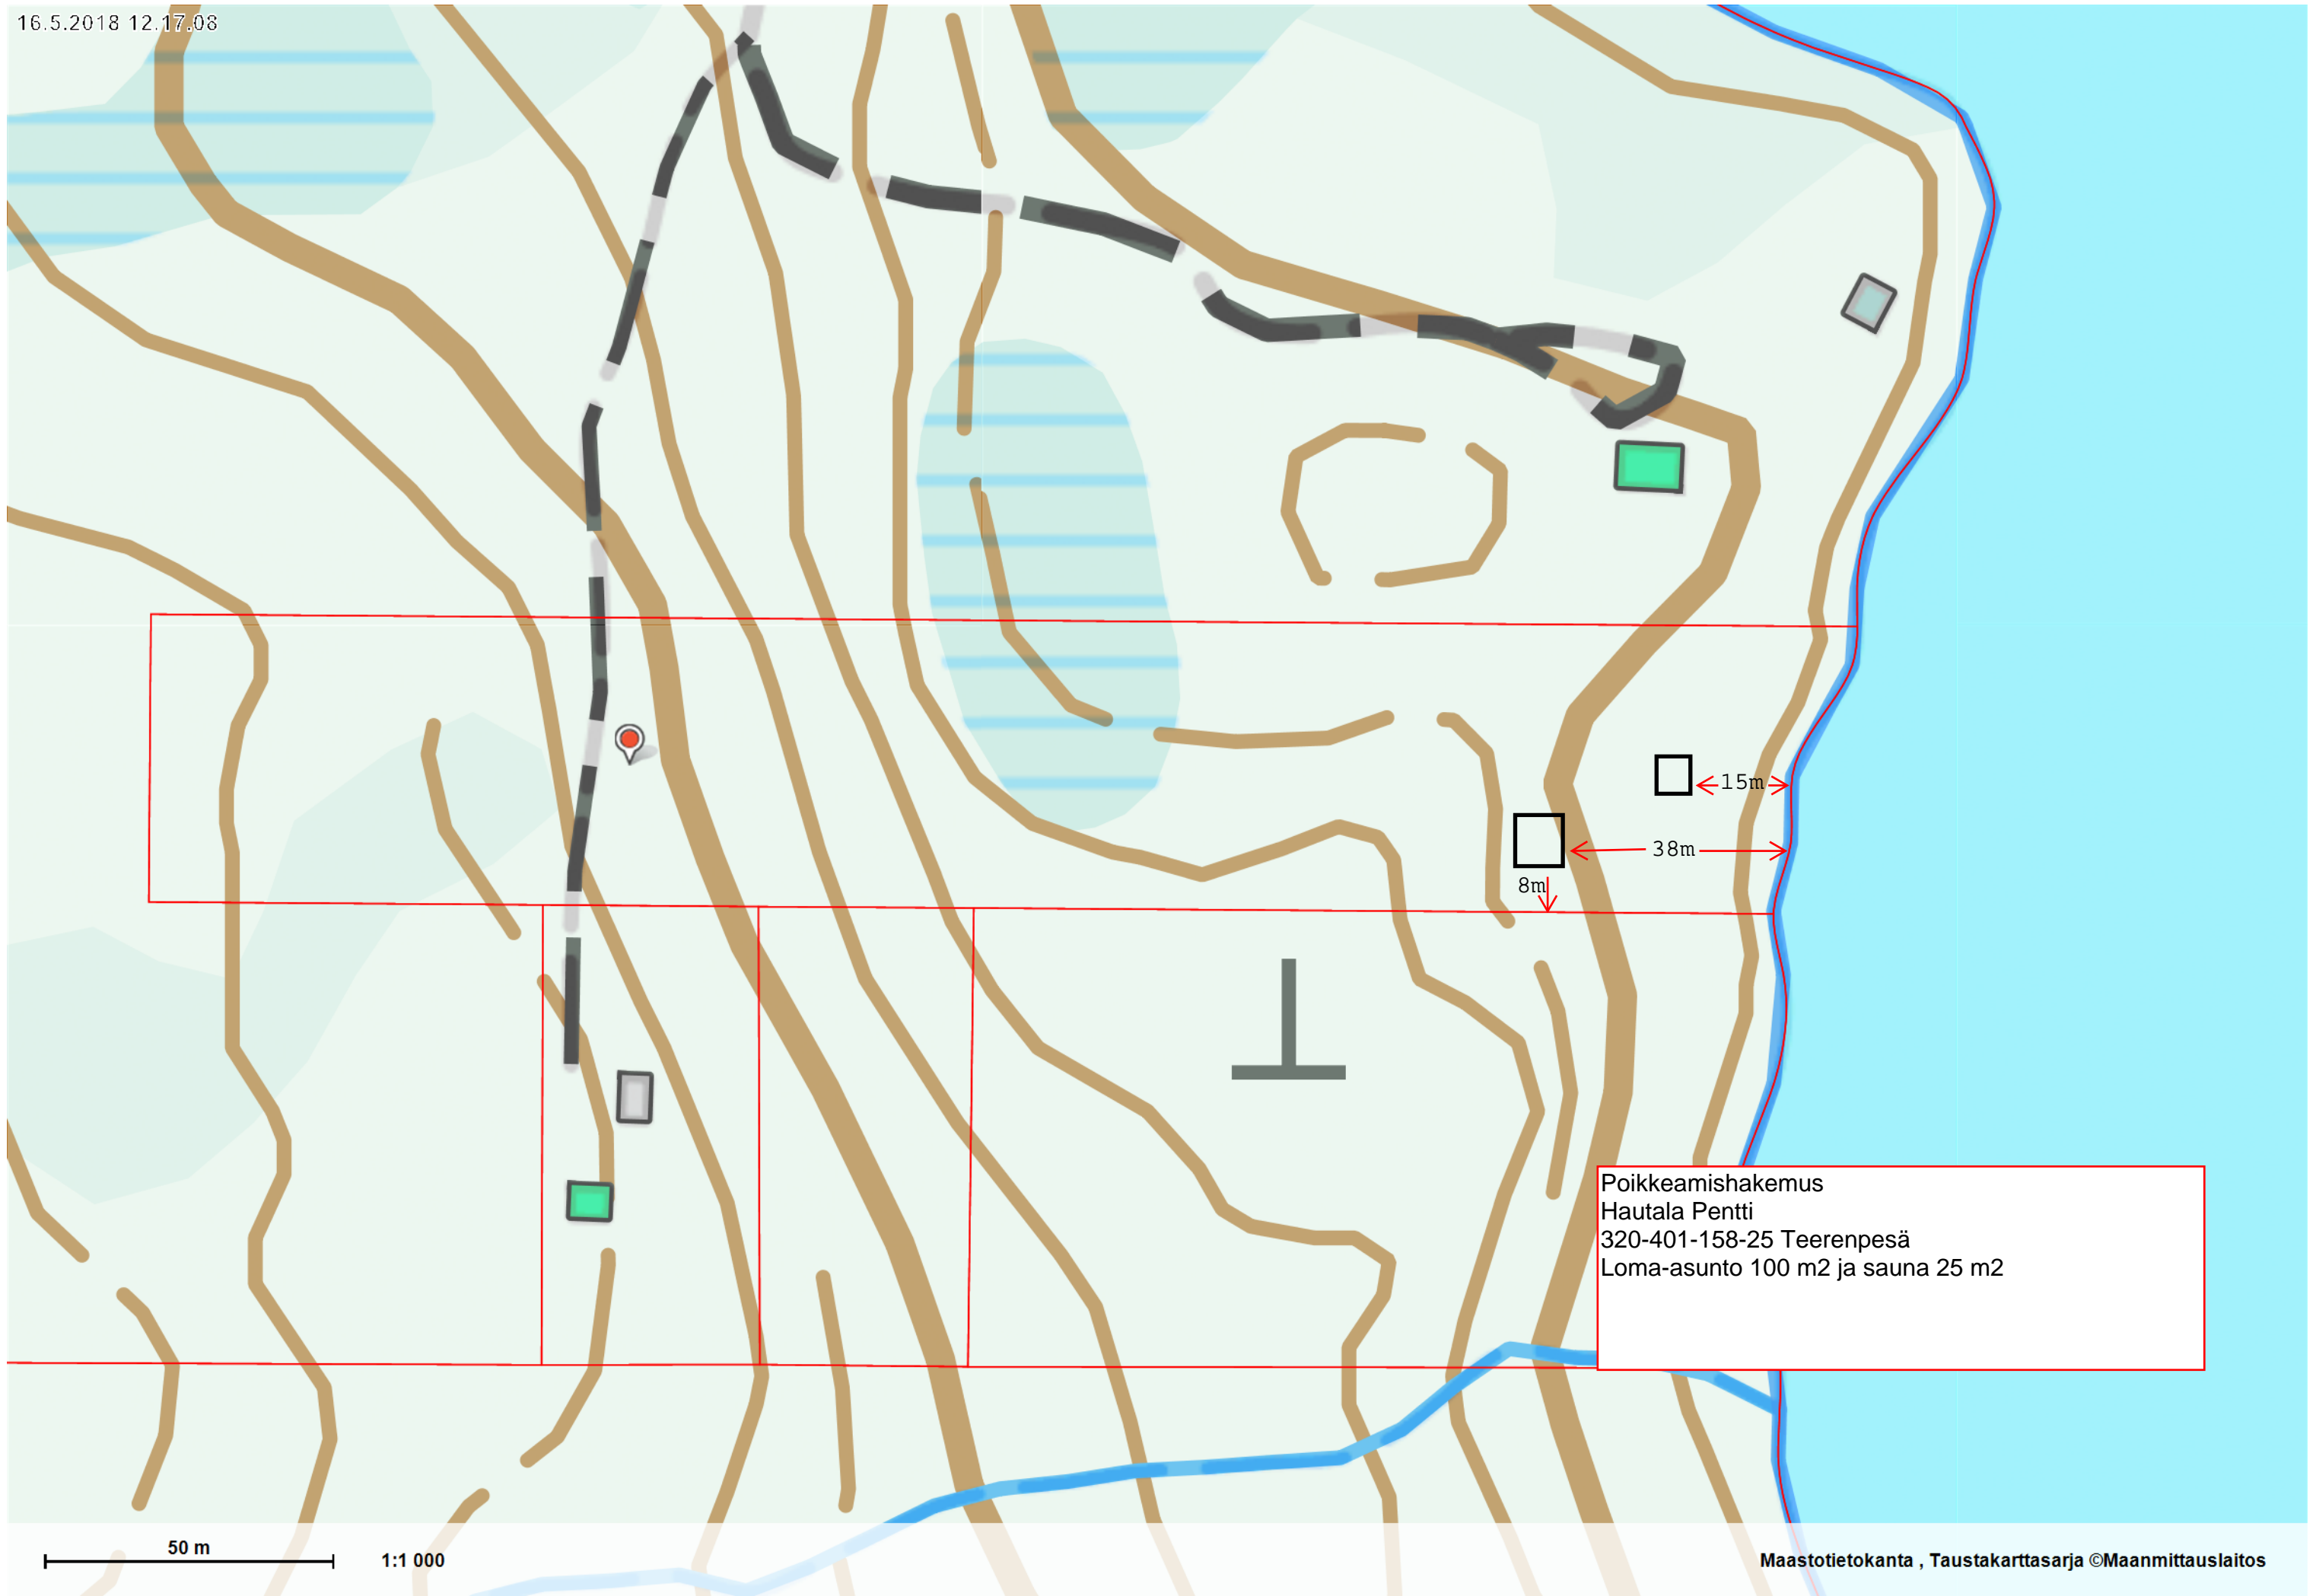 16.5.2018 12.17.08
15m
38m
8m
Poikkeamishakemus
Hautala Pentti
320-401-158-25 Teerenpesä
Loma-asunto 100 m2 ja sauna 25 m2
50 m
1:1 000
Maastotietokanta , Taustakarttasarja ©Maanmittauslaitos